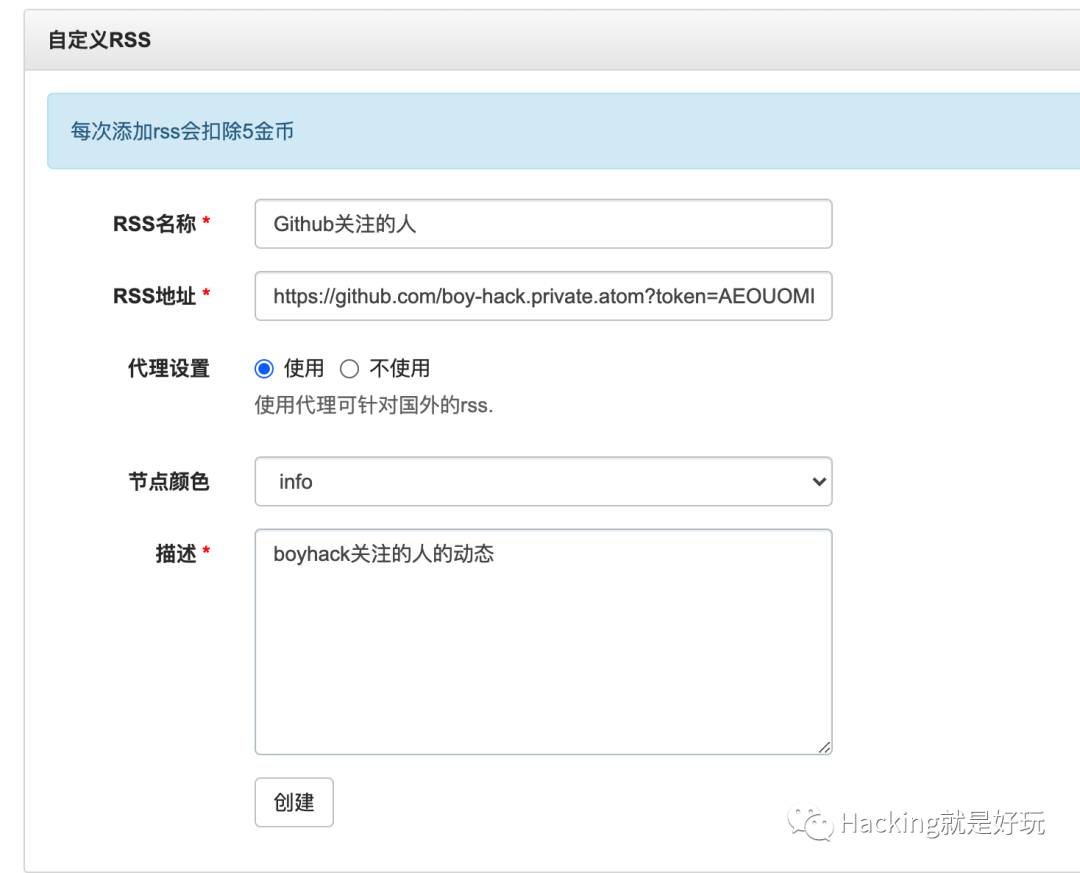 自定义RSS
每次添加rss会扣除5金币
RSS名称 *
Github关注的人
RSS地址 *
https://github.com/boy-hack.private.atom?token=AEOUOMI
代理设置
使用 不使用
使用代理可针对国外的rss.
节点颜色
info
描述 *
boyhack关注的人的动态
创建
Hacking就是好玩